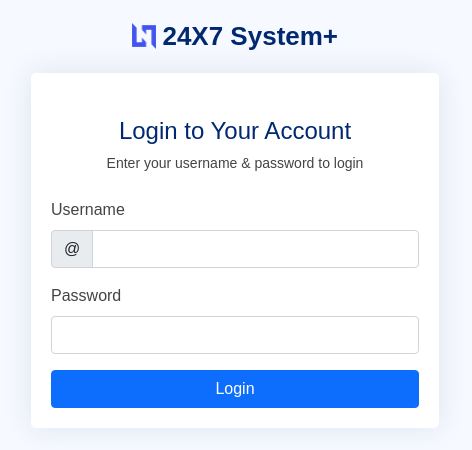 24X7 System+
Login to Your Account
Enter your username & password to login
Username
@
Password
Login